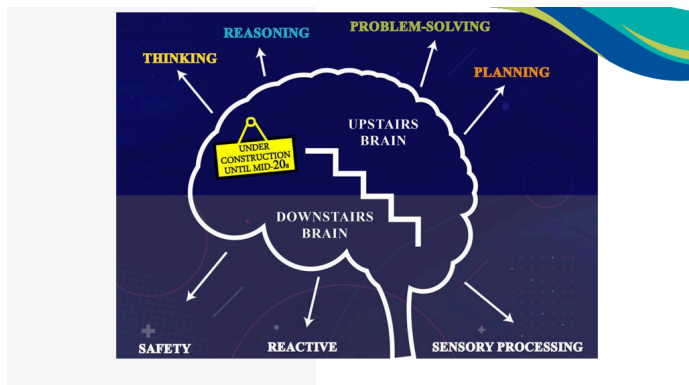 PROBLEM-SOLVING
REASONING
THINKING
PLANNING
UPSTAIRS
BRAIN
UNDER
CONSTRUCTION
UNTIL MID-20s
DOWNSTAIRS
BRAIN
SAFETY
REACTIVE
SENSORY PROCESSING